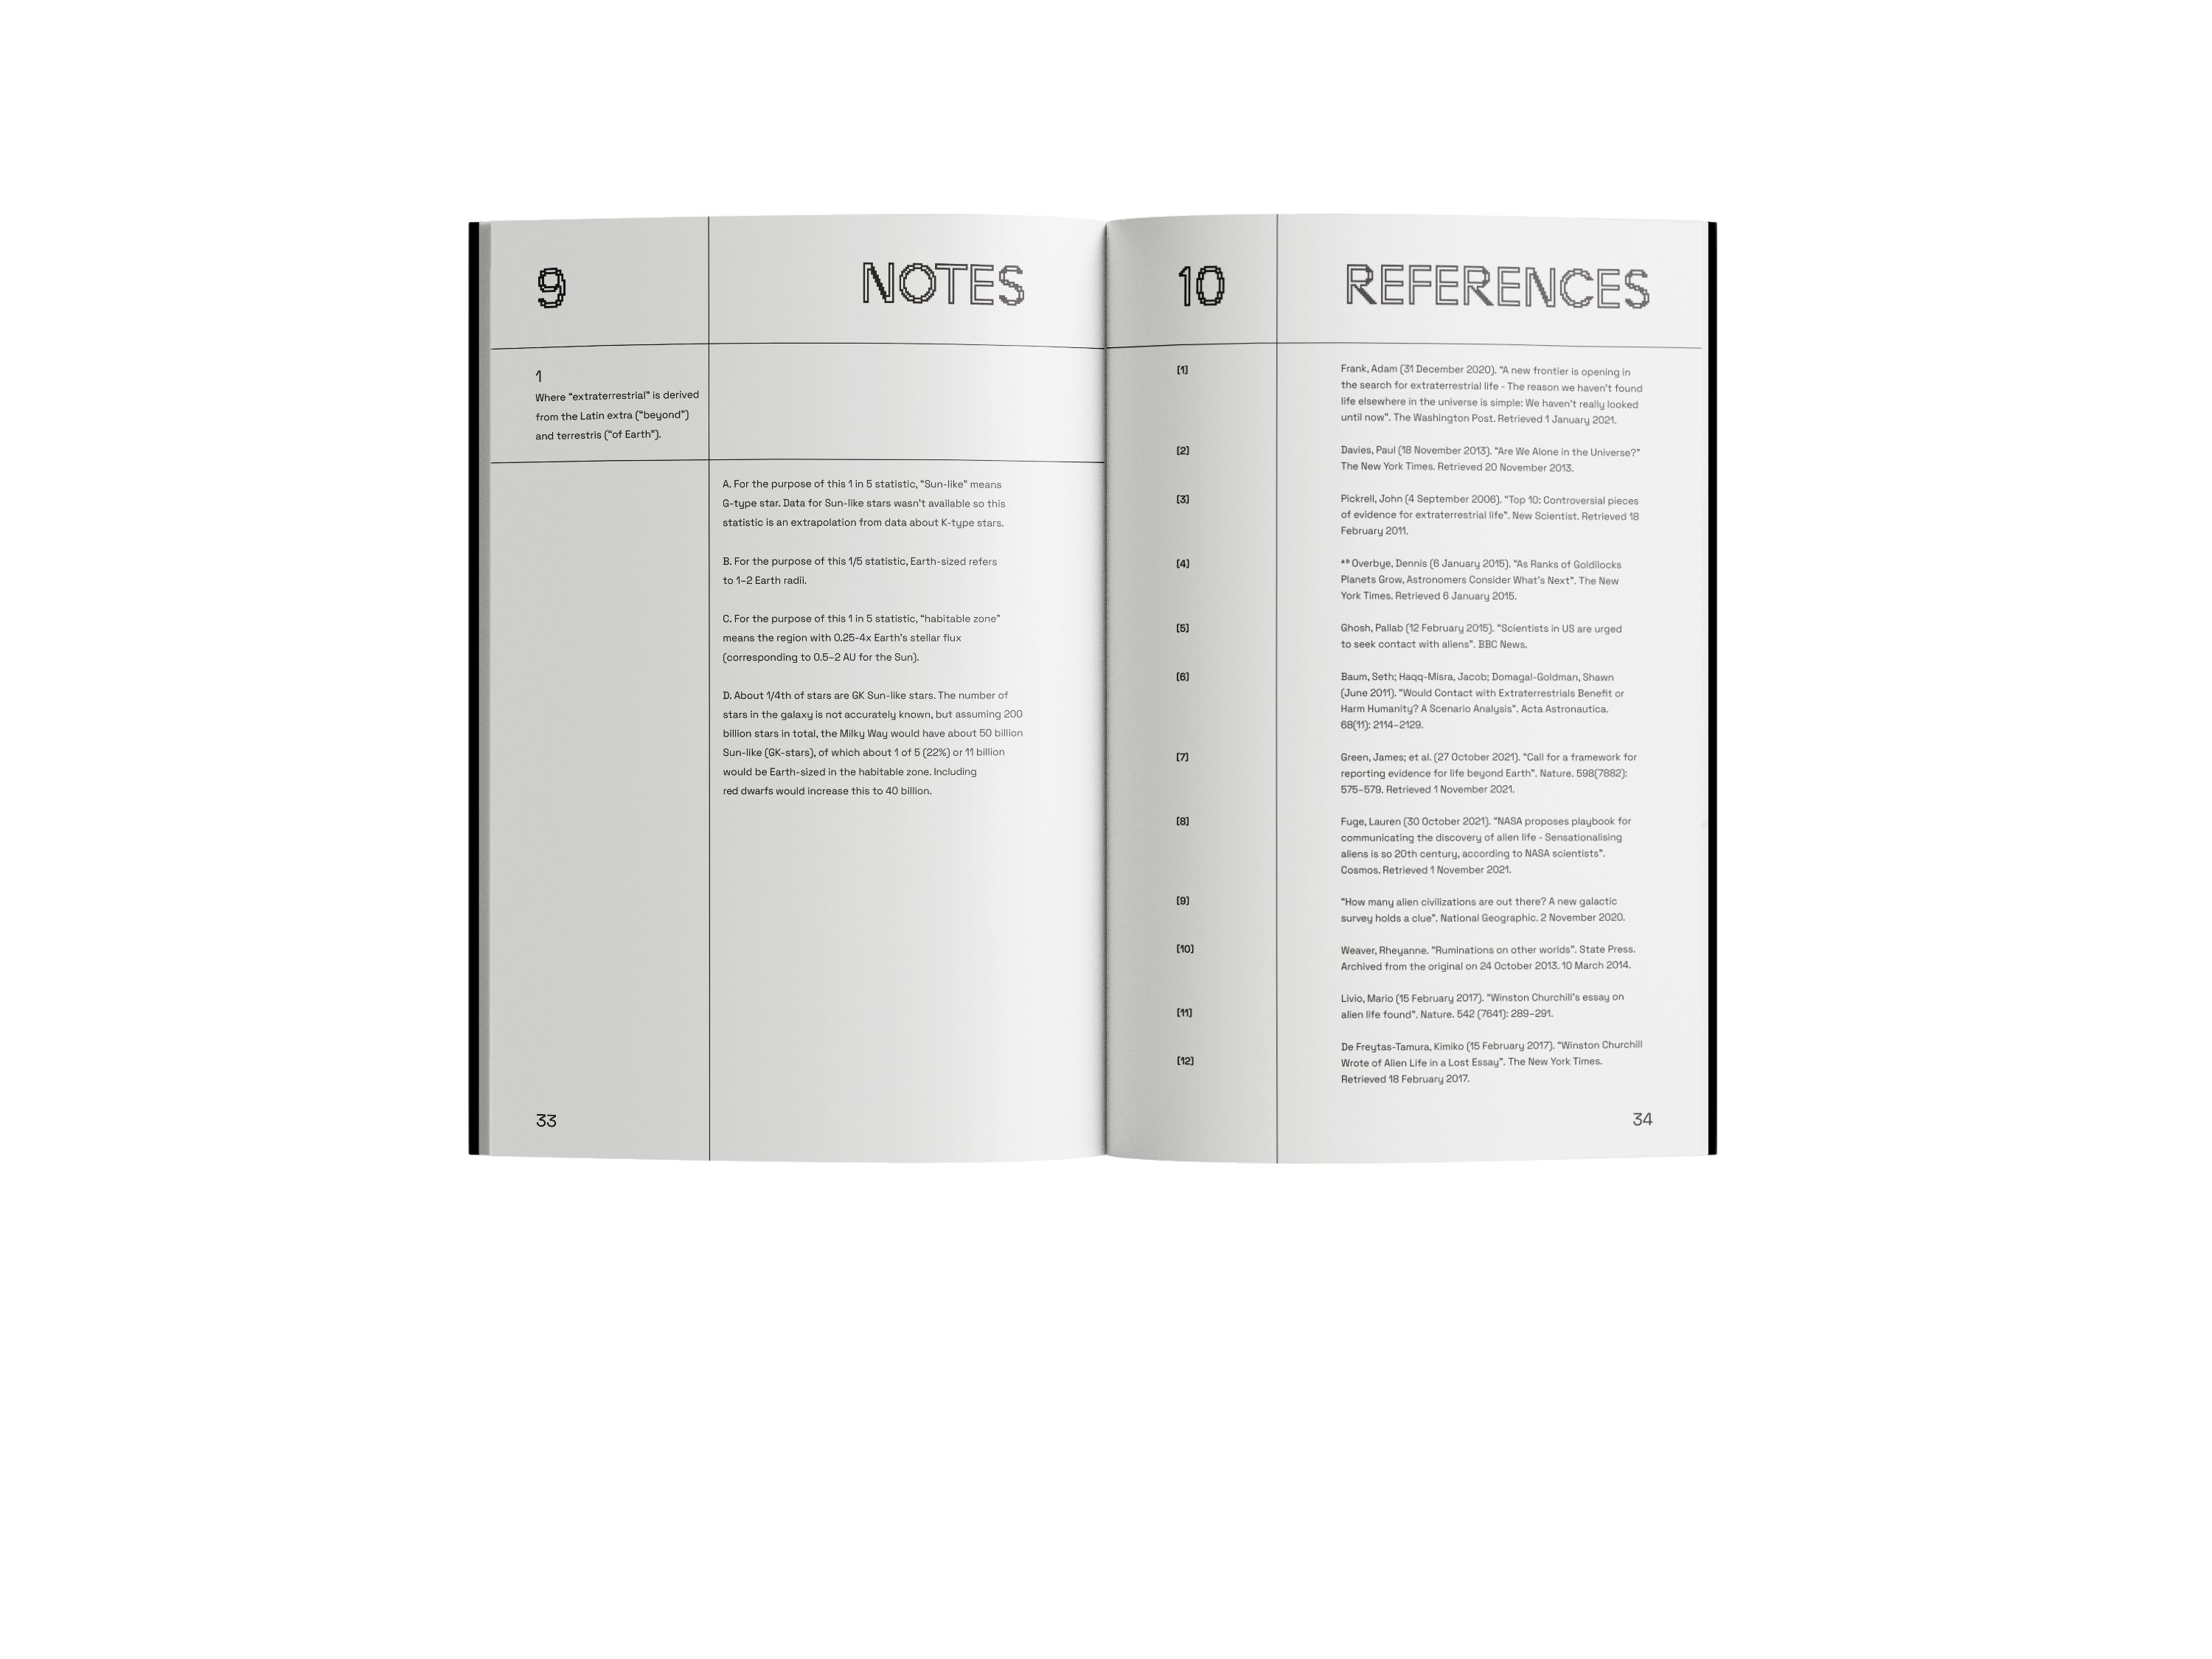 9
NOTES
1
Where “extraterrestrial” is derived
from the Latin extra (“beyond”)
and terrestris (“of Earth”).
A. For the purpose of this 1 in 5 statistic, “Sun-like” means
G-type star. Data for Sun-like stars wasn’t available so this
statistic is an extrapolation from data about K-type stars.
B. For the purpose of this 1/5 statistic, Earth-sized refers
to 1–2 Earth radii.
C. For the purpose of this 1 in 5 statistic, “habitable zone”
means the region with 0.25-4x Earth’s stellar flux
(corresponding to 0.5–2 AU for the Sun).
D. About 1/4th of stars are GK Sun-like stars. The number of
stars in the galaxy is not accurately known, but assuming 200
billion stars in total, the Milky Way would have about 50 billion
Sun-like (GK-stars), of which about 1 of 5 (22%) or 11 billion
would be Earth-sized in the habitable zone. Including
red dwarfs would increase this to 40 billion.
33
10
REFERENCES
[1] Frank, Adam (31 December 2020). “A new frontier is opening in
the search for extraterrestrial life - The reason we haven’t found
life elsewhere in the universe is simple: We haven’t really looked
until now”. The Washington Post. Retrieved 1 January 2021.
[2] Davies, Paul (18 November 2013). “Are We Alone in the Universe?”
The New York Times. Retrieved 20 November 2013.
[3] Pickrell, John (4 September 2006). “Top 10: Controversial pieces
of evidence for extraterrestrial life”. New Scientist. Retrieved 18
February 2011.
[4] a b Overbye, Dennis (6 January 2015). “As Ranks of Goldilocks
Planets Grow, Astronomers Consider What’s Next”. The New
York Times. Retrieved 6 January 2015.
[5] Ghosh, Pallab (12 February 2015). “Scientists in US are urged
to seek contact with aliens”. BBC News.
[6] Baum, Seth; Haqq-Misra, Jacob; Domagal-Goldman, Shawn
(June 2011). “Would Contact with Extraterrestrials Benefit or
Harm Humanity? A Scenario Analysis”. Acta Astronautica.
68(11): 2114–2129.
[7] Green, James; et al. (27 October 2021). “Call for a framework for
reporting evidence for life beyond Earth”. Nature. 598(7882):
575–579. Retrieved 1 November 2021.
[8] Fuge, Lauren (30 October 2021). “NASA proposes playbook for
communicating the discovery of alien life - Sensationalising
aliens is so 20th century, according to NASA scientists”.
Cosmos. Retrieved 1 November 2021.
[9] “How many alien civilizations are out there? A new galactic
survey holds a clue”. National Geographic. 2 November 2020.
[10] Weaver, Rheyanne. “Ruminations on other worlds”. State Press.
Archived from the original on 24 October 2013. 10 March 2014.
Livio, Mario (15 February 2017). “Winston Churchill’s essay on
[11] alien life found”. Nature. 542 (7641): 289–291.
De Freytas-Tamura, Kimiko (15 February 2017). “Winston Churchill
[12] Wrote of Alien Life in a Lost Essay”. The New York Times.
Retrieved 18 February 2017.
34